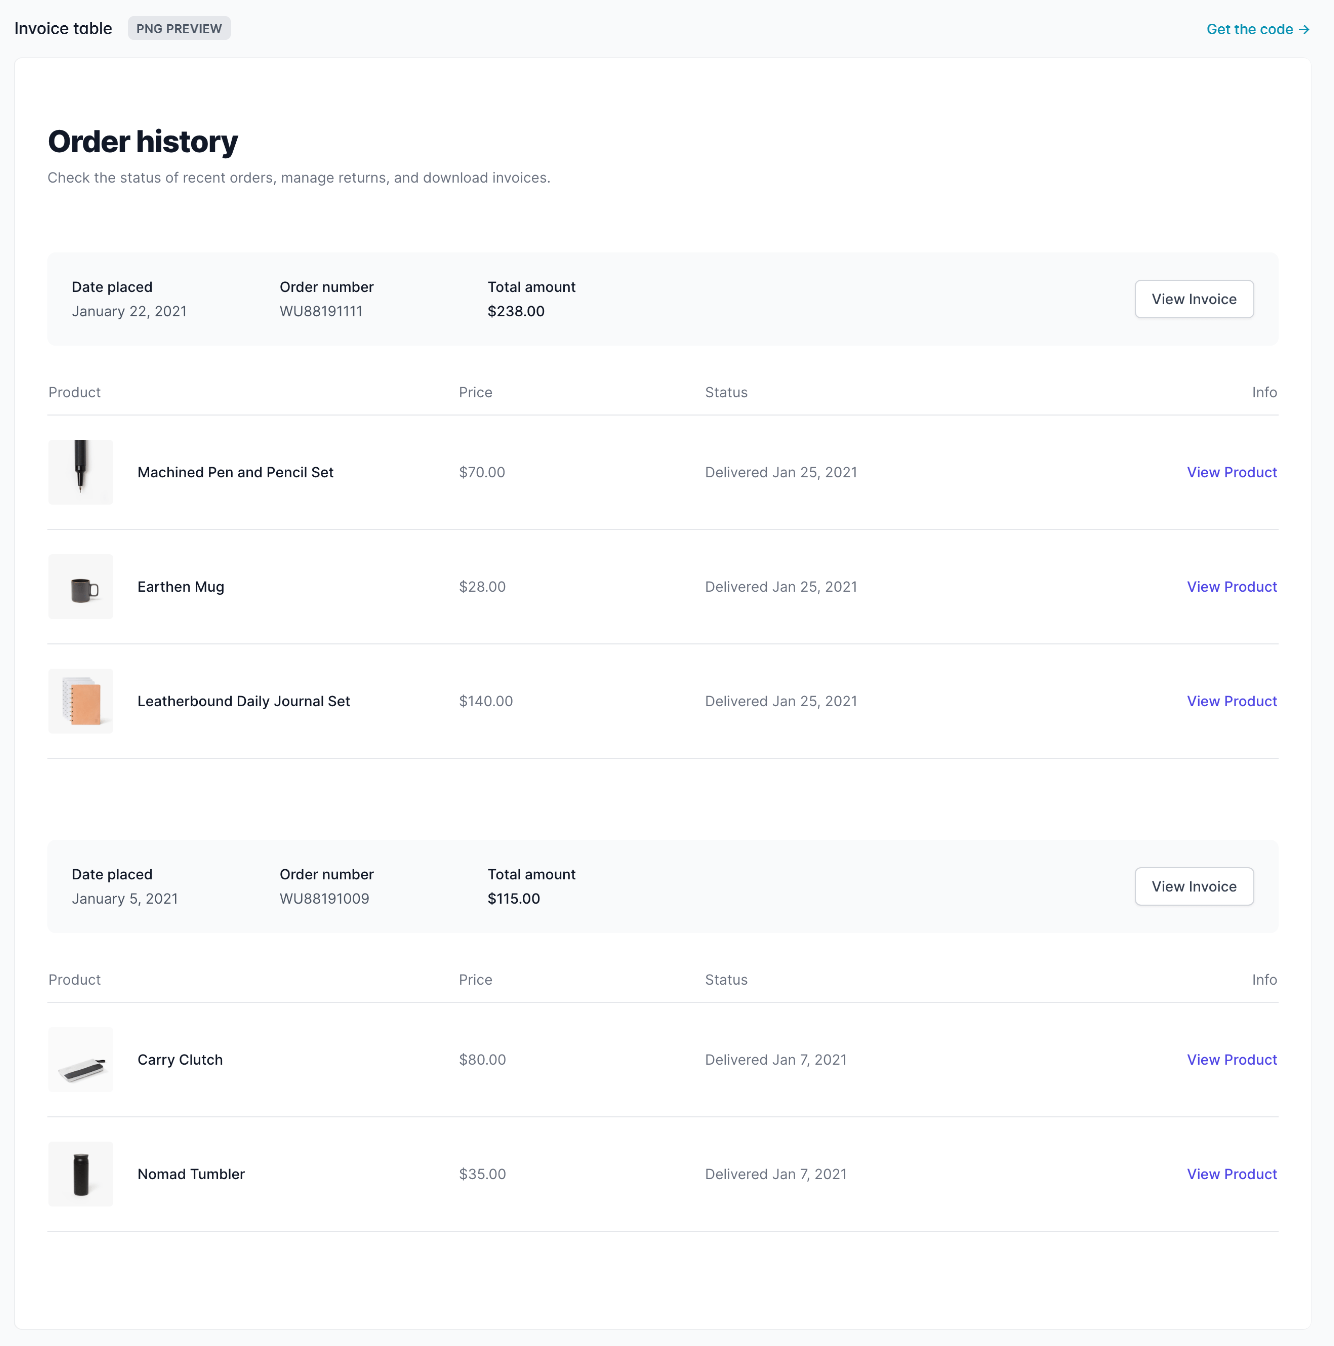 Invoice table PNG PREVIEW Get the code →
Order history
Check the status of recent orders, manage returns, and download invoices.
Date placed Order number Total amount
January 22, 2021 WU88191111 $238.00
View Invoice
Product Price Status Info
Machined Pen and Pencil Set $70.00 Delivered Jan 25, 2021 View Product
Earthen Mug $28.00 Delivered Jan 25, 2021 View Product
Leatherbound Daily Journal Set $140.00 Delivered Jan 25, 2021 View Product
Date placed Order number Total amount
January 5, 2021 WU88191009 $115.00
View Invoice
Product Price Status Info
Carry Clutch $80.00 Delivered Jan 7, 2021 View Product
Nomad Tumbler $35.00 Delivered Jan 7, 2021 View Product